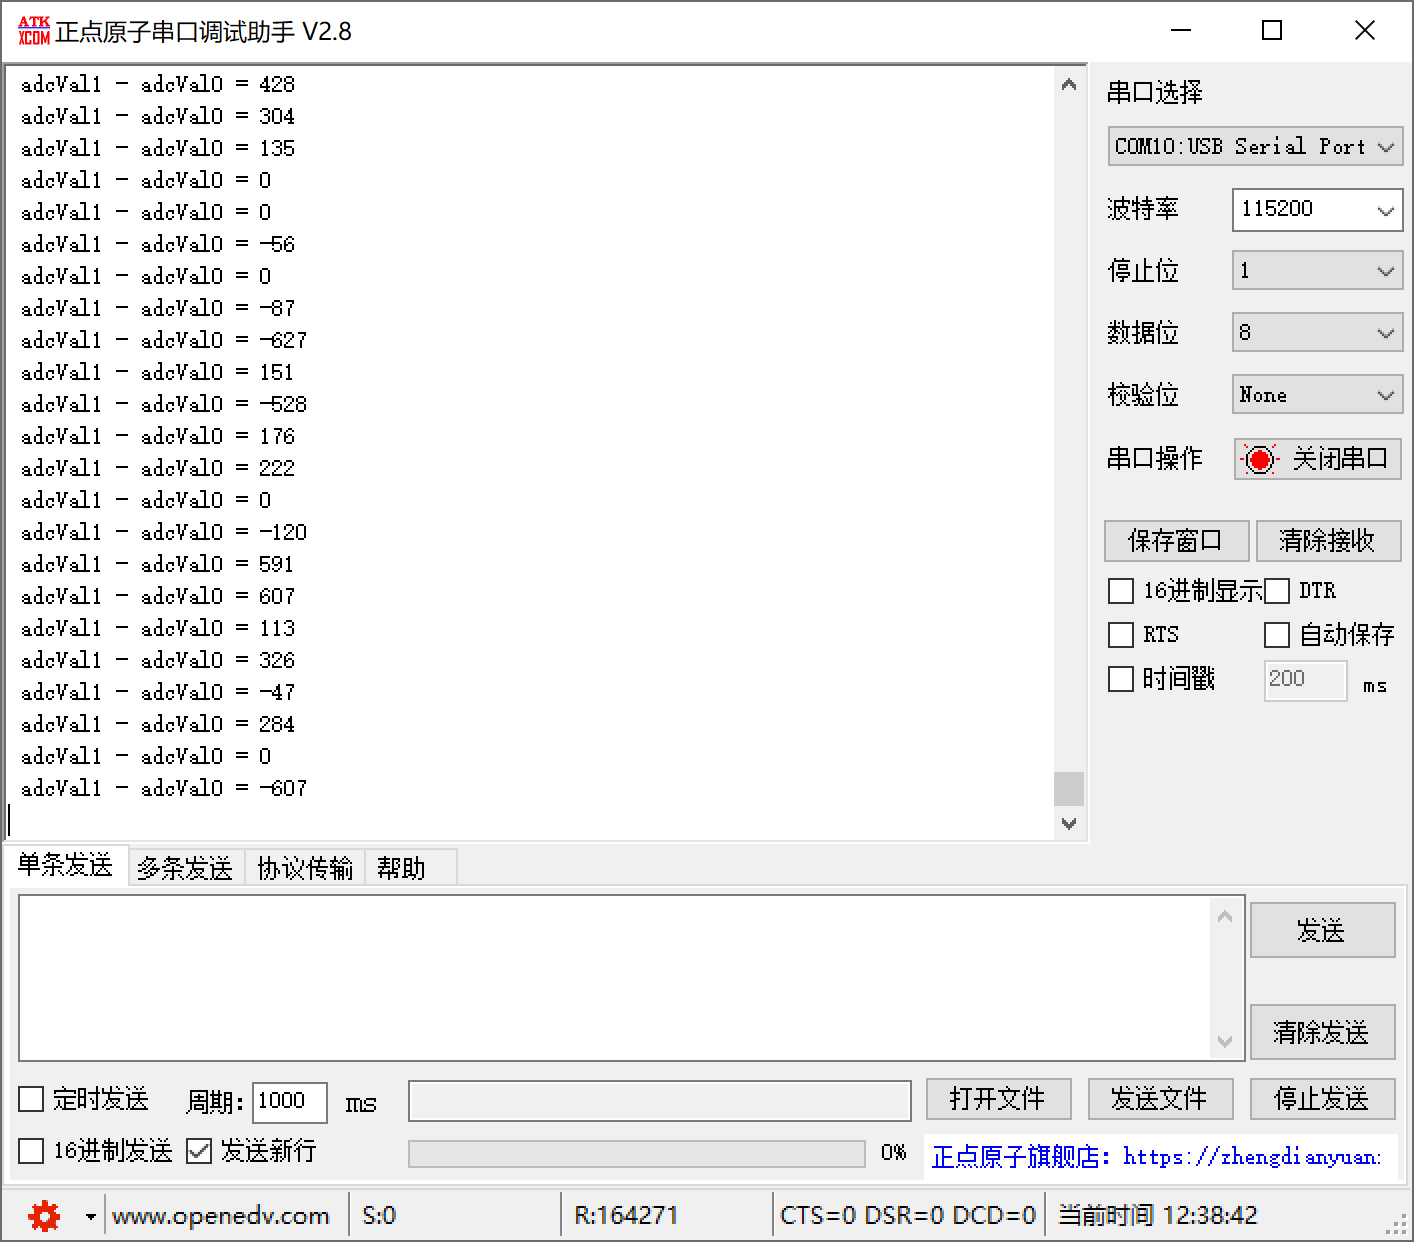 ATK
XCOM 正点原子串口调试助手 V2.8
adcVal1 - adcVal0 = 428
adcVal1 - adcVal0 = 304
adcVal1 - adcVal0 = 135
adcVal1 - adcVal0 = 0
adcVal1 - adcVal0 = 0
adcVal1 - adcVal0 = -56
adcVal1 - adcVal0 = 0
adcVal1 - adcVal0 = -87
adcVal1 - adcVal0 = -627
adcVal1 - adcVal0 = 151
adcVal1 - adcVal0 = -528
adcVal1 - adcVal0 = 176
adcVal1 - adcVal0 = 222
adcVal1 - adcVal0 = 0
adcVal1 - adcVal0 = -120
adcVal1 - adcVal0 = 591
adcVal1 - adcVal0 = 607
adcVal1 - adcVal0 = 113
adcVal1 - adcVal0 = 326
adcVal1 - adcVal0 = -47
adcVal1 - adcVal0 = 284
adcVal1 - adcVal0 = 0
adcVal1 - adcVal0 = -607
串口选择
COM10:USB Serial Port
波特率 115200
停止位 1
数据位 8
校验位 None
串口操作 关闭串口
保存窗口 清除接收
16进制显示 DTR
RTS 自动保存
时间戳 200 ms
单条发送 多条发送 协议传输 帮助
发送
清除发送
定时发送 周期: 1000 ms 打开文件 发送文件 停止发送
16进制发送 发送新行 0% 正点原子旗舰店: https://zhengdianyuan:
www.openedv.com S:0 R:164271 CTS=0 DSR=0 DCD=0 当前时间 12:38:42